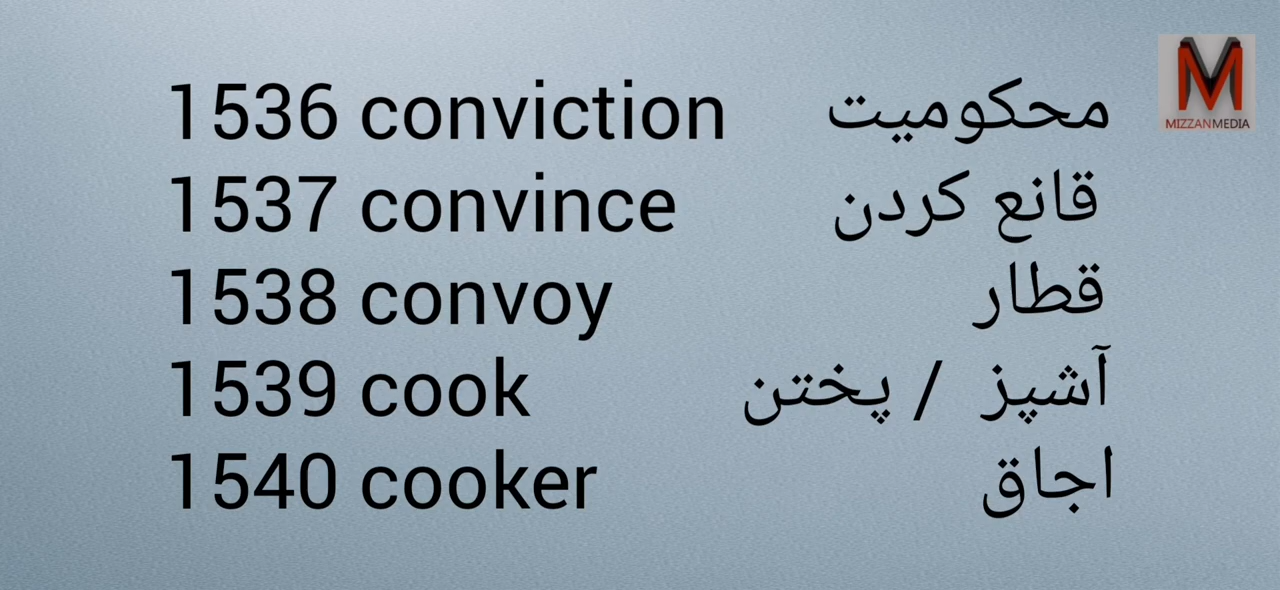 1536 conviction محکومیت
1537 convince قانع کردن
1538 convoy قطار
1539 cook آشپز / پختن
1540 cooker اجاق
MIZZANMEDIA